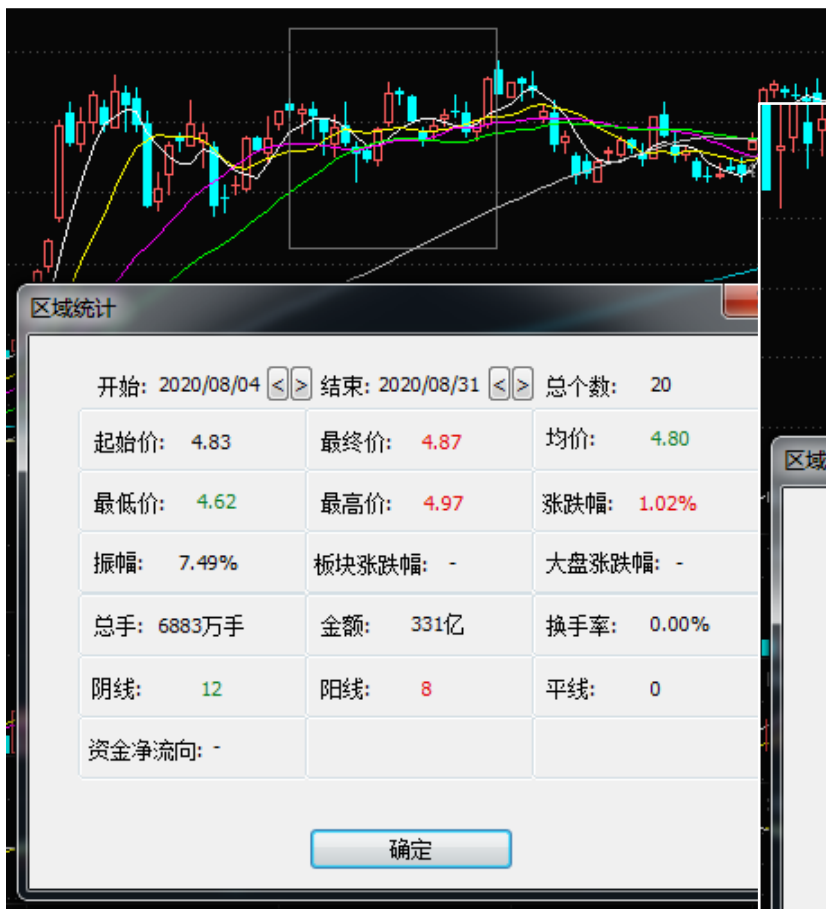 区域统计
开始: 2020/08/04 < > 结束: 2020/08/31 < > 总个数: 20
起始价: 4.83 最终价: 4.87 均价: 4.80
最低价: 4.62 最高价: 4.97 涨跌幅: 1.02%
振幅: 7.49% 板块涨跌幅: - 大盘涨跌幅: -
总手: 6883万手 金额: 331亿 换手率: 0.00%
阴线: 12 阳线: 8 平线: 0
资金净流向: -
确定
区域